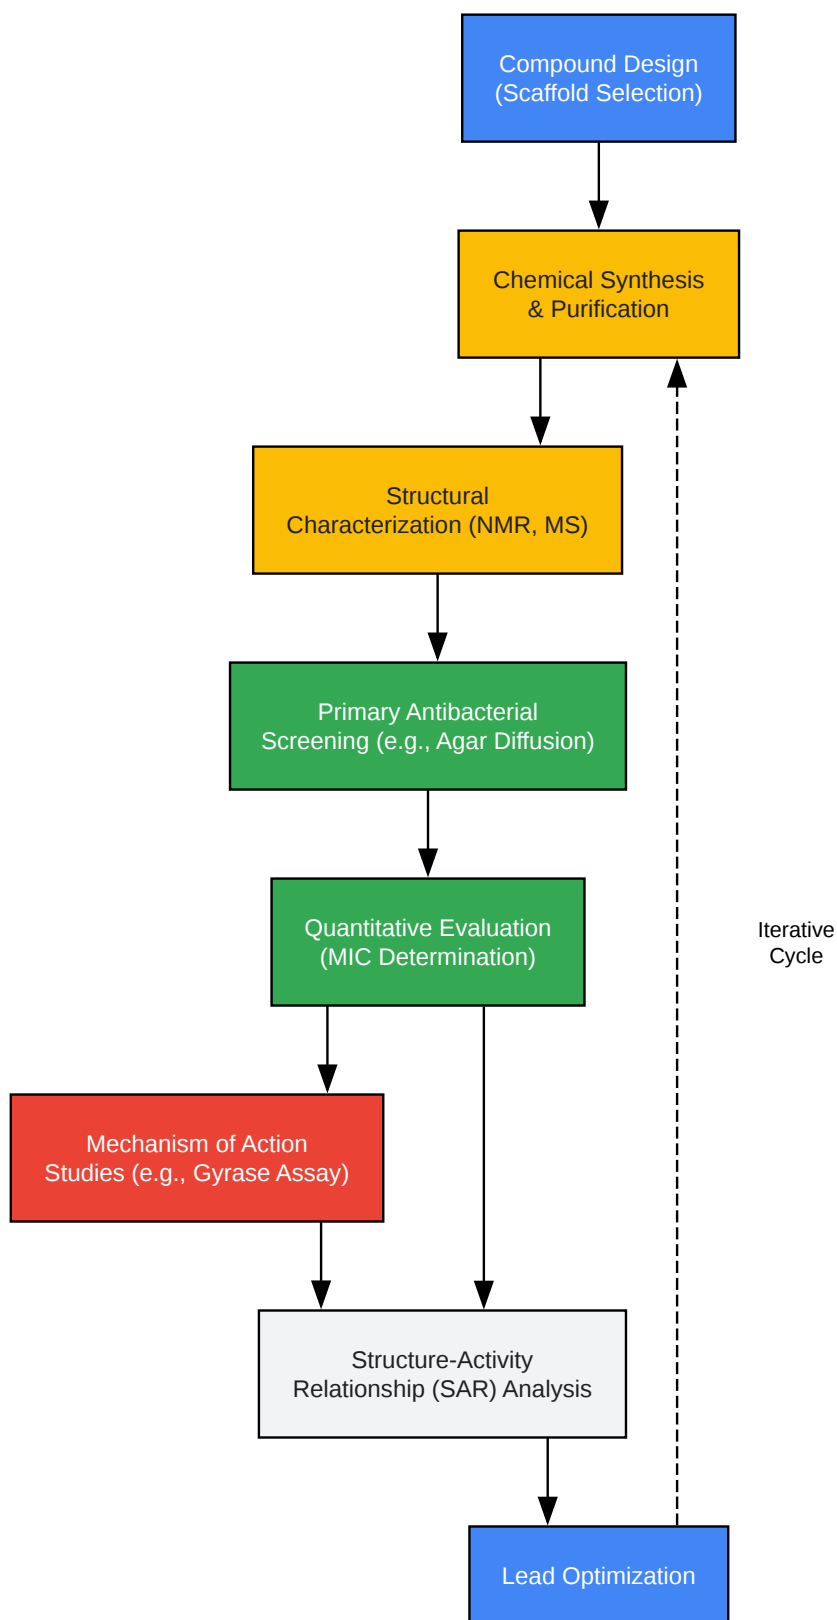 Compound Design
(Scaffold Selection)
Chemical Synthesis
& Purification
Structural
Characterization (NMR, MS)
Primary Antibacterial
Screening (e.g., Agar Diffusion)
Quantitative Evaluation
(MIC Determination)
Iterative
Cycle
Mechanism of Action
Studies (e.g., Gyrase Assay)
Structure-Activity
Relationship (SAR) Analysis
Lead Optimization